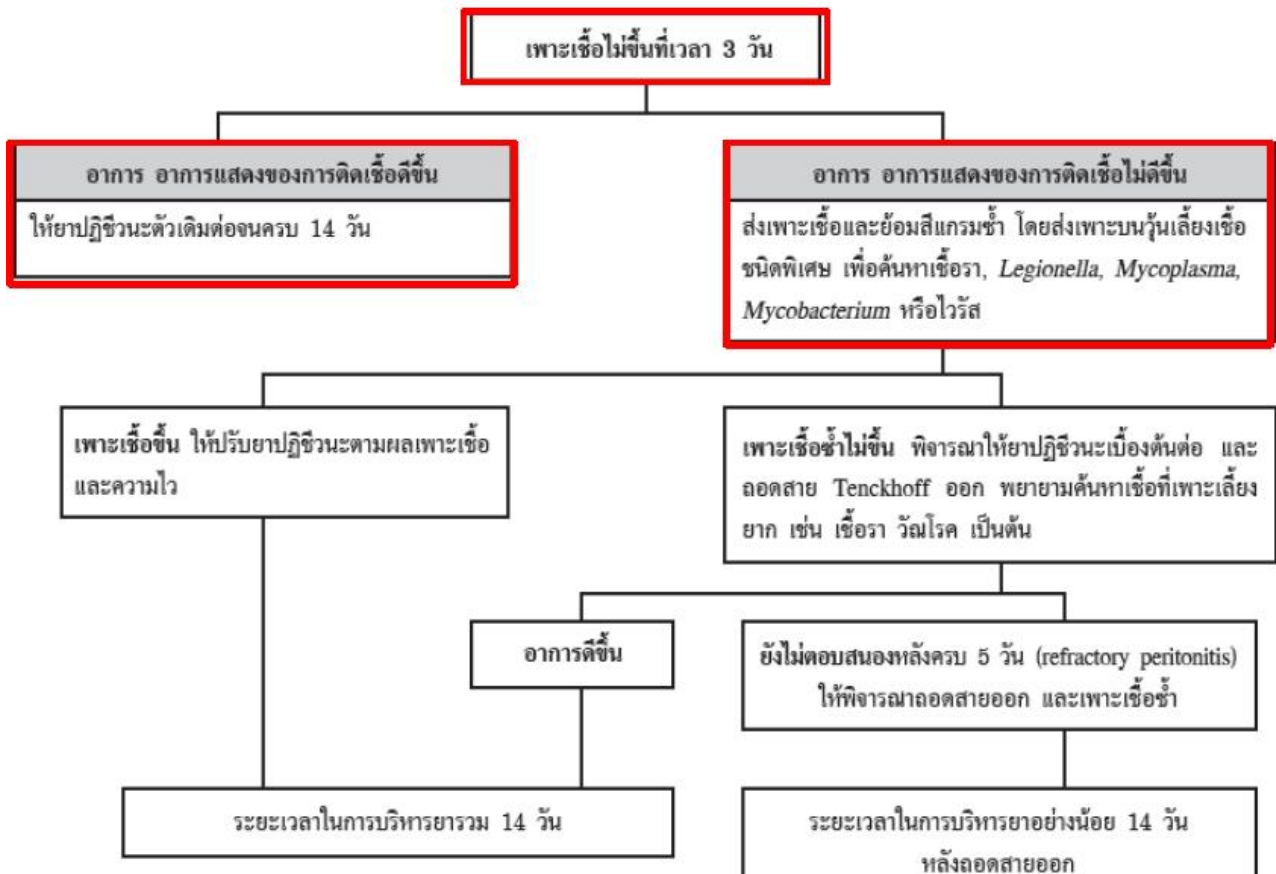 เพาะเชื้อไม่ขึ้นที่เวลา 3 วัน
อาการ อาการแสดงของการติดเชื้อดีขึ้น
ให้ยาปฏิชีวนะตัวเดิมต่อจนครบ 14 วัน
อาการ อาการแสดงของการติดเชื้อไม่ดีขึ้น
ส่งเพาะเชื้อและย้อมสีแกรมซ้ำ โดยส่งเพาะบนวุ้นเลี้ยงเชื้อ
ชนิดพิเศษ เพื่อค้นหาเชื้อรา, Legionella, Mycoplasma,
Mycobacterium หรือไวรัส
เพาะเชื้อขึ้น ให้ปรับยาปฏิชีวนะตามผลเพาะเชื้อ
และความไว
เพาะเชื้อซ้ำไม่ขึ้น พิจารณาให้ยาปฏิชีวนะเบื้องต้นต่อ และ
ถอดสาย Tenckhoff ออก พยายามค้นหาเชื้อที่เพาะเลี้ยง
ยาก เช่น เชื้อรา วัณโรค เป็นต้น
อาการดีขึ้น
ยังไม่ตอบสนองหลังครบ 5 วัน (refractory peritonitis)
ให้พิจารณาถอดสายออก และเพาะเชื้อซ้ำ
ระยะเวลาในการบริหารยารวม 14 วัน
ระยะเวลาในการบริหารยาอย่างน้อย 14 วัน
หลังถอดสายออก